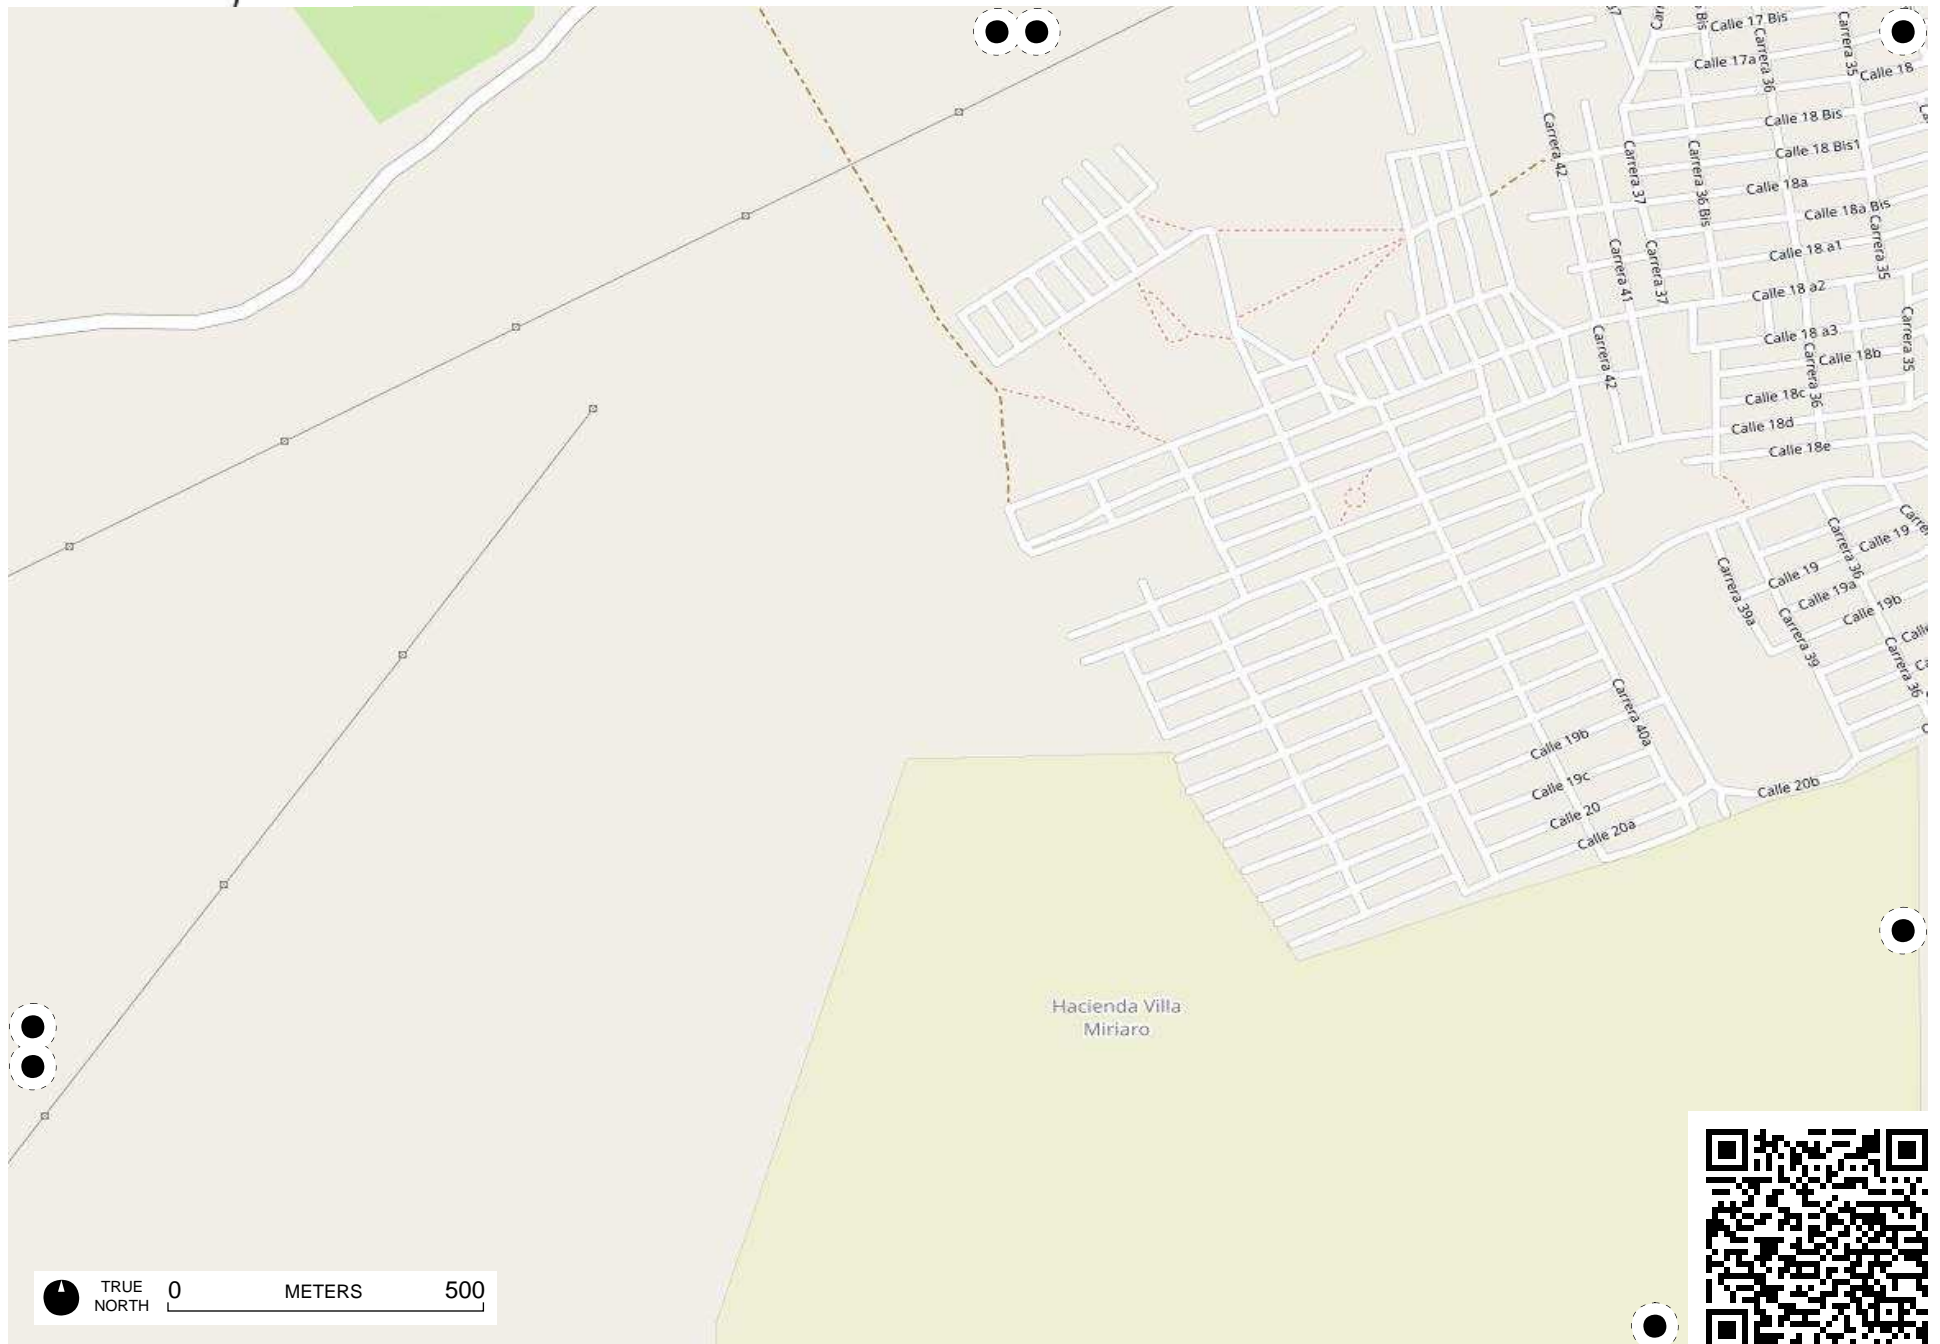 Calle 17 Bis
Carrera 36
Carrera 35
Calle 17a
Calle 18
Carrera 42
Calle 18 Bis
Carrera 37
Carrera 36 Bis
Calle 18 Bis1
Calle 18a
Calle 18a Bis
Carrera 35
Carrera 41
Carrera 37
Calle 18 a1
Calle 18 a2
Carrera 42
Calle 18 a3
Carrera 35
Carrera 36
Calle 18b
Calle 18c
Calle 18d
Calle 18e
Carrera 36
Calle 19
Carrera 39a
Calle 19
Calle 19a
Calle 19b
Carrera 39
Carrera 36
Carrera 40a
Calle 19b
Calle 19c
Calle 20b
Calle 20
Calle 20a
Hacienda Villa
Miriaro
TRUE
NORTH
0 METERS 500